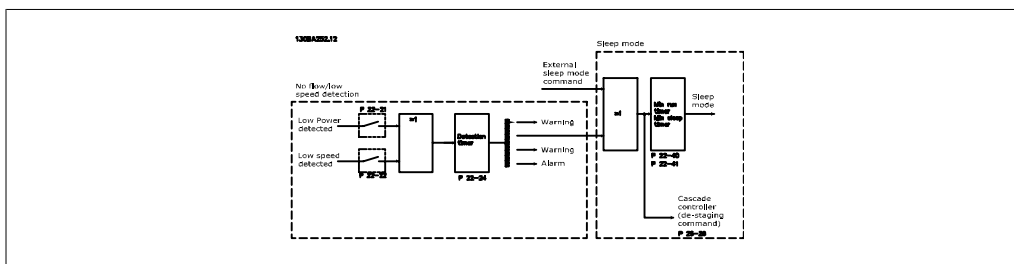 130BA252.12
Sleep mode
External
sleep mode
command
No flow/low
speed detection
P 22-21
Low Power
detected
≥1
Detection
timer
P 22-24
Low speed
detected
P 22-22
Warning
Warning
Alarm
≥1
Min run
timer
Min sleep
timer
P 22-40
P 22-41
Sleep
mode
Cascade
controller
(de-staging
command)
P 25-26